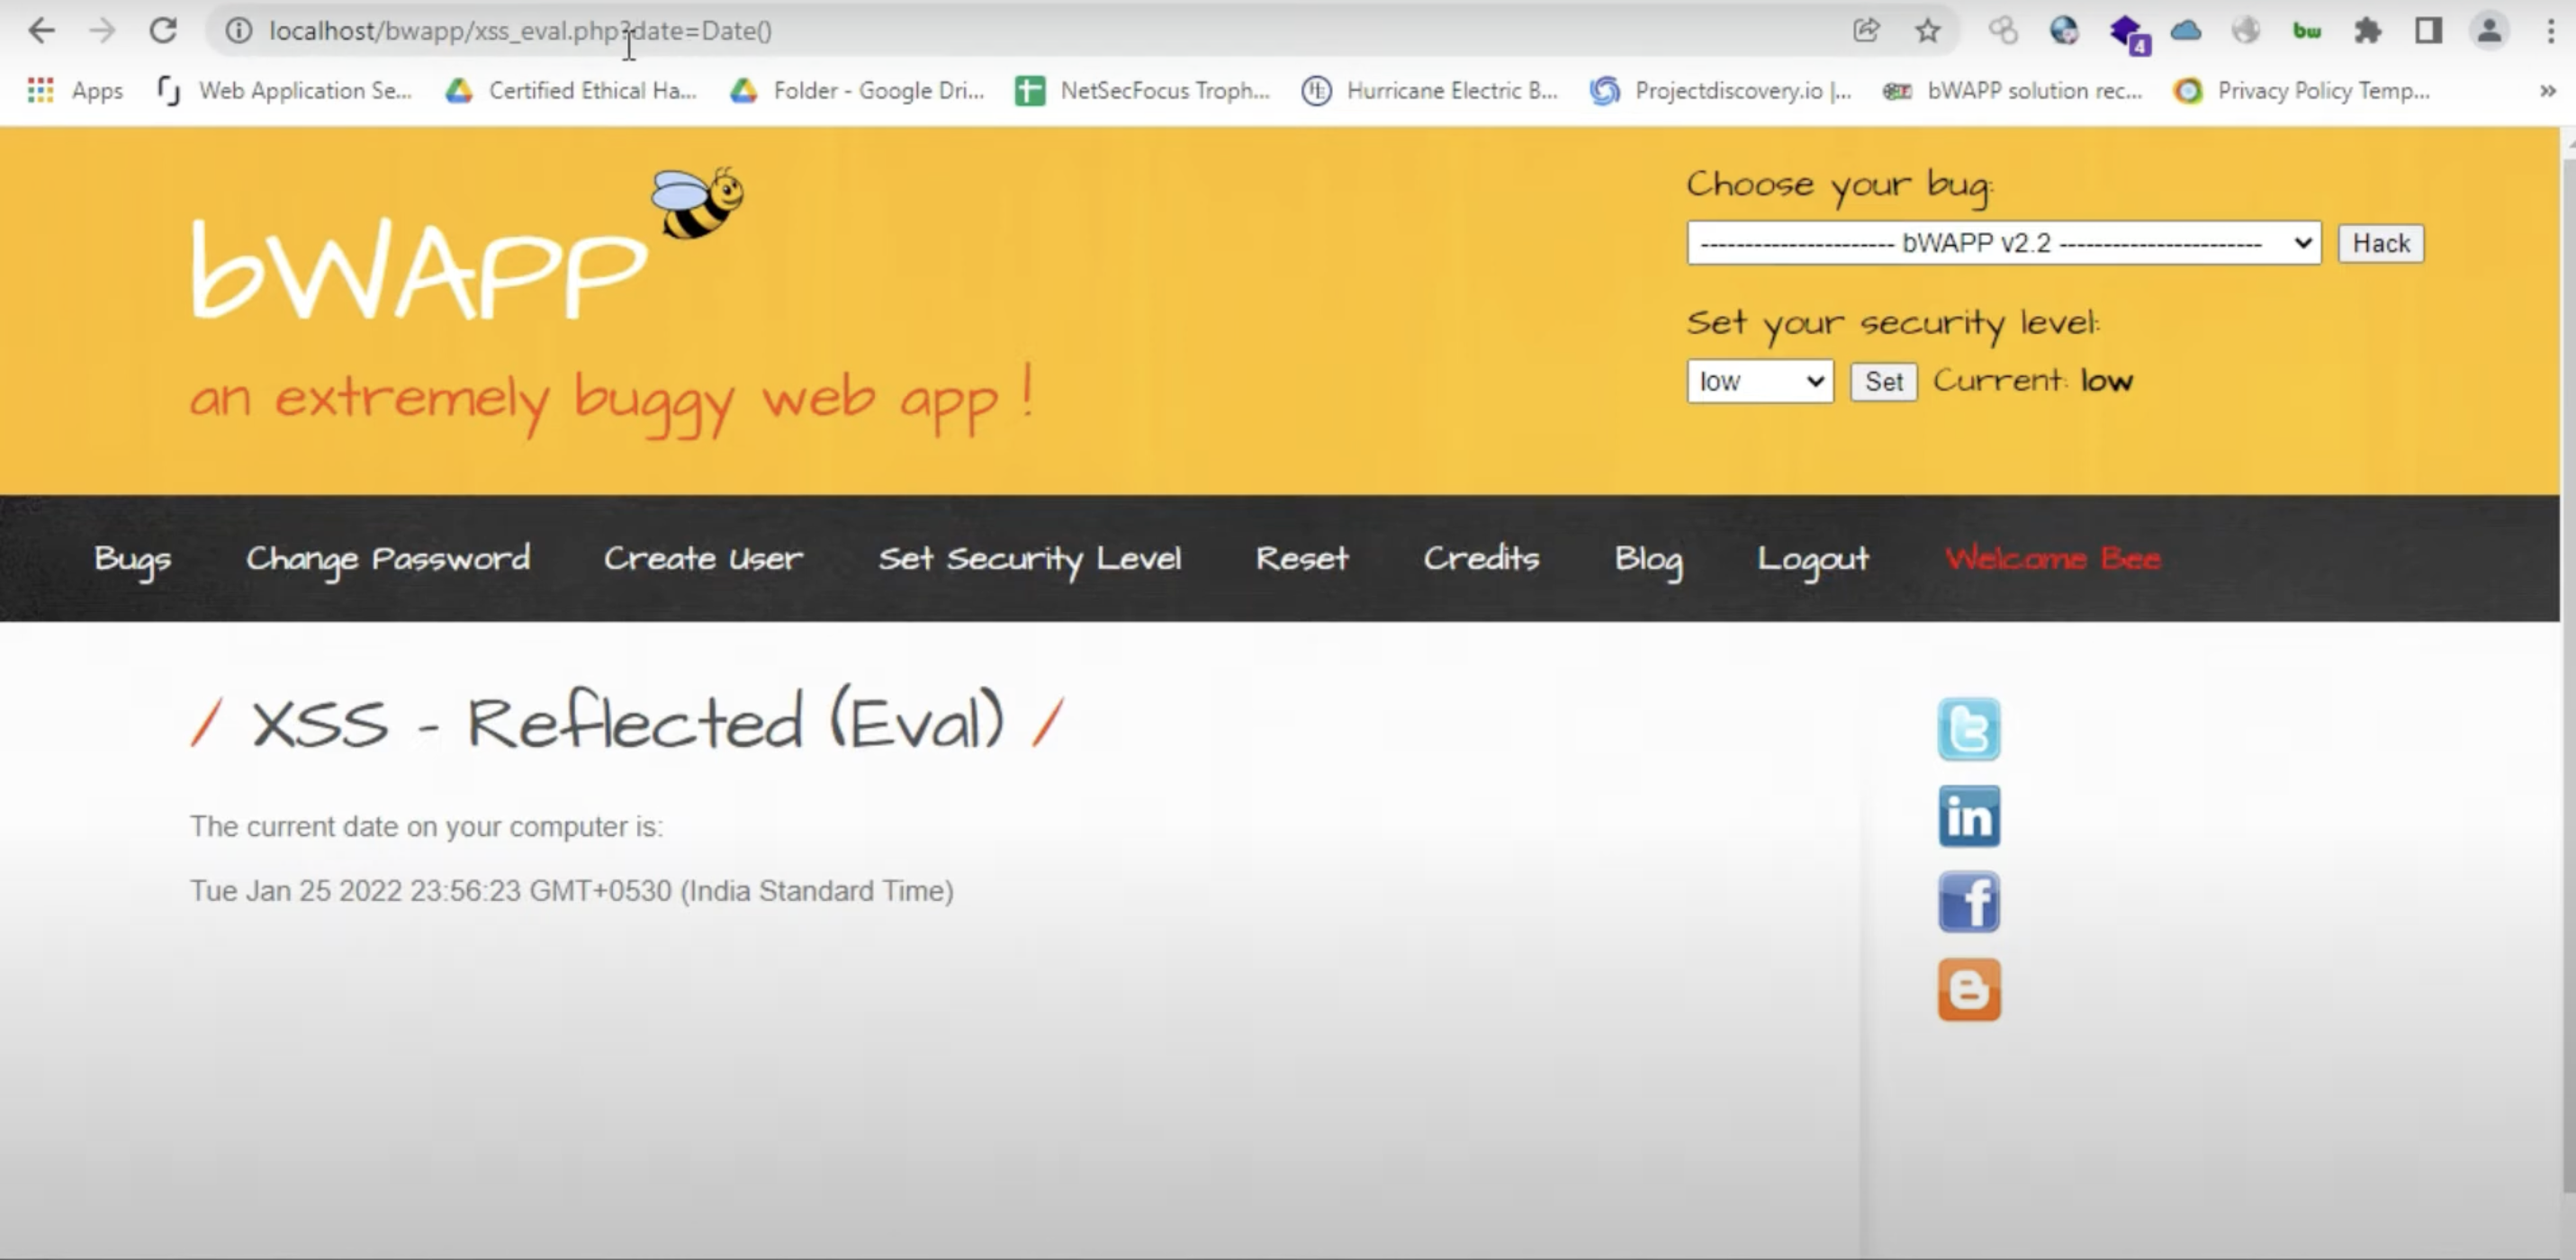 localhost/bwapp/xss_eval.php?date=Date()
4
bw
Apps
Web Application Se...
Certified Ethical Ha...
Folder - Google Dri...
NetSecFocus Troph...
Hurricane Electric B...
Projectdiscovery.io |...
bWAPP solution rec...
Privacy Policy Temp...
»
bWAPP
an extremely buggy web app !
Choose your bug:
---------------------- bWAPP v2.2 -----------------------
Hack
Set your security level:
low
Set
Current: low
Bugs
Change Password
Create User
Set Security Level
Reset
Credits
Blog
Logout
Welcome Bee
/ XSS - Reflected (Eval) /
The current date on your computer is:
Tue Jan 25 2022 23:56:23 GMT+0530 (India Standard Time)
t
in
f
B